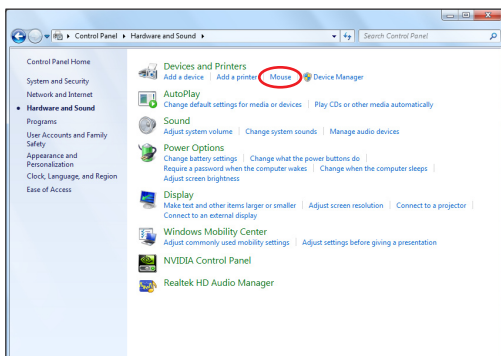 Control Panel ▸ Hardware and Sound ▸
Search Control Panel
Control Panel Home
System and Security
Network and Internet
Hardware and Sound
Programs
User Accounts and Family
Safety
Appearance and
Personalization
Clock, Language, and Region
Ease of Access
Devices and Printers
Add a device | Add a printer | Mouse | Device Manager
AutoPlay
Change default settings for media or devices | Play CDs or other media automatically
Sound
Adjust system volume | Change system sounds | Manage audio devices
Power Options
Change battery settings | Change what the power buttons do |
Require a password when the computer wakes | Change when the computer sleeps |
Adjust screen brightness
Display
Make text and other items larger or smaller | Adjust screen resolution | Connect to a projector |
Connect to an external display
Windows Mobility Center
Adjust commonly used mobility settings | Adjust settings before giving a presentation
NVIDIA Control Panel
Realtek HD Audio Manager